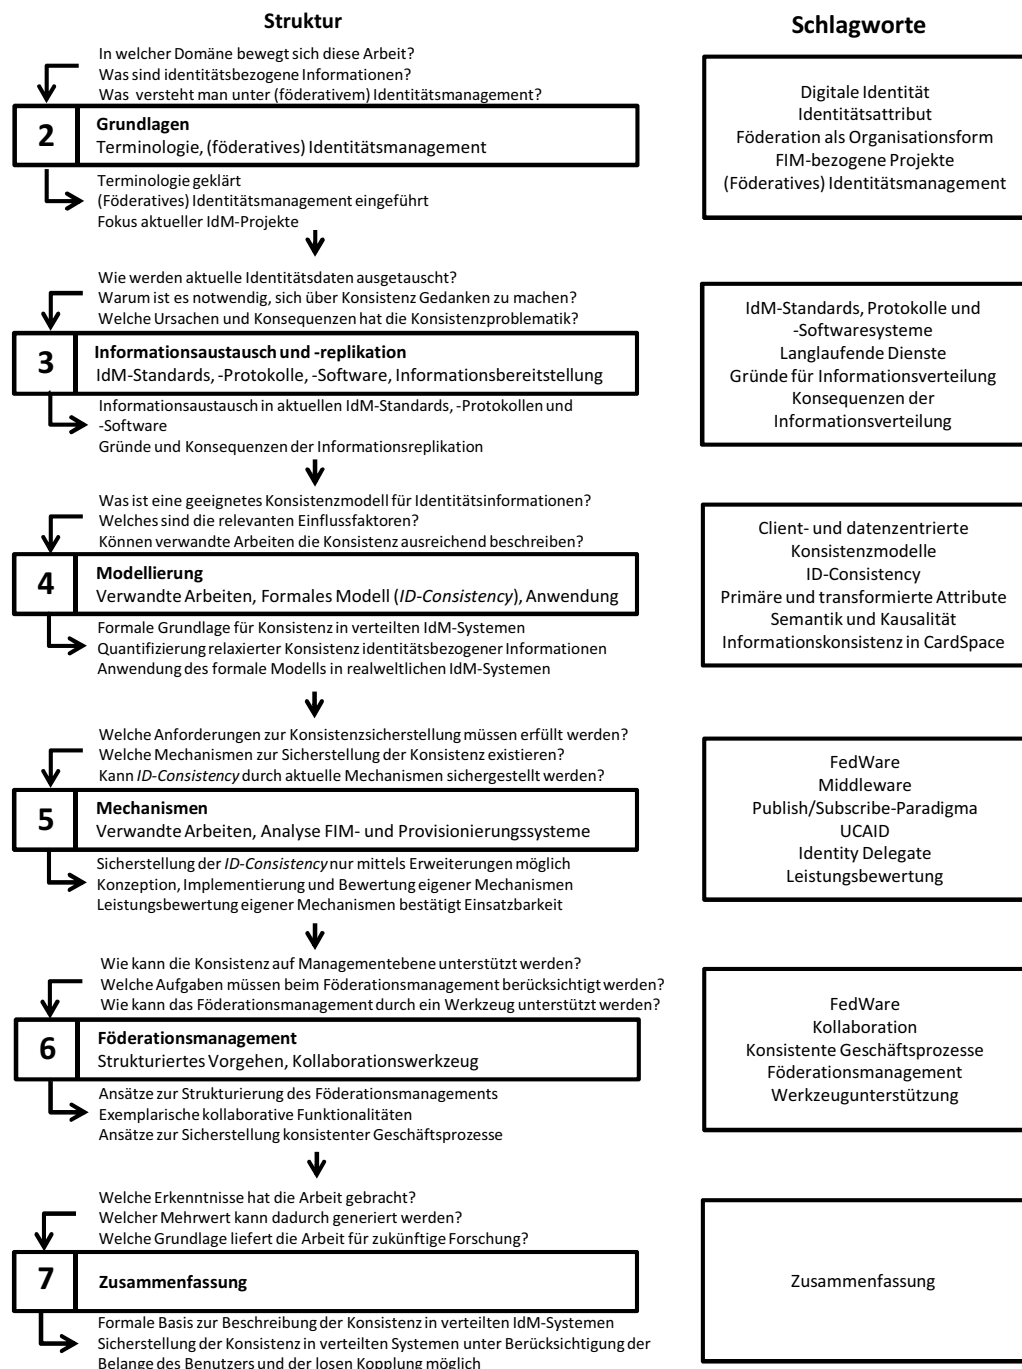 Struktur
Schlagworte
In welcher Domäne bewegt sich diese Arbeit?
Was sind identitätsbezogene Informationen?
Was versteht man unter (föderativem) Identitätsmanagement?
2
Grundlagen
Terminologie, (föderatives) Identitätsmanagement
Terminologie geklärt
(Föderatives) Identitätsmanagement eingeführt
Fokus aktueller IdM-Projekte
Digitale Identität
Identitätsattribut
Föderation als Organisationsform
FIM-bezogene Projekte
(Föderatives) Identitätsmanagement
Wie werden aktuelle Identitätsdaten ausgetauscht?
Warum ist es notwendig, sich über Konsistenz Gedanken zu machen?
Welche Ursachen und Konsequenzen hat die Konsistenzproblematik?
3
Informationsaustausch und -replikation
IdM-Standards, -Protokolle, -Software, Informationsbereitstellung
Informationsaustausch in aktuellen IdM-Standards, -Protokollen und
-Software
Gründe und Konsequenzen der Informationsreplikation
IdM-Standards, Protokolle und
-Softwaresysteme
Langlaufende Dienste
Gründe für Informationsverteilung
Konsequenzen der
Informationsverteilung
Was ist eine geeignetes Konsistenzmodell für Identitätsinformationen?
Welches sind die relevanten Einflussfaktoren?
Können verwandte Arbeiten die Konsistenz ausreichend beschreiben?
4
Modellierung
Verwandte Arbeiten, Formales Modell (ID-Consistency), Anwendung
Formale Grundlage für Konsistenz in verteilten IdM-Systemen
Quantifizierung relaxierter Konsistenz identitätsbezogener Informationen
Anwendung des formale Modells in realweltlichen IdM-Systemen
Client- und datenzentrierte
Konsistenzmodelle
ID-Consistency
Primäre und transformierte Attribute
Semantik und Kausalität
Informationskonsistenz in CardSpace
Welche Anforderungen zur Konsistenzsicherstellung müssen erfüllt werden?
Welche Mechanismen zur Sicherstellung der Konsistenz existieren?
Kann ID-Consistency durch aktuelle Mechanismen sichergestellt werden?
5
Mechanismen
Verwandte Arbeiten, Analyse FIM- und Provisionierungssysteme
Sicherstellung der ID-Consistency nur mittels Erweiterungen möglich
Konzeption, Implementierung und Bewertung eigener Mechanismen
Leistungsbewertung eigener Mechanismen bestätigt Einsatzbarkeit
FedWare
Middleware
Publish/Subscribe-Paradigma
UCAID
Identity Delegate
Leistungsbewertung
Wie kann die Konsistenz auf Managementebene unterstützt werden?
Welche Aufgaben müssen beim Föderationsmanagement berücksichtigt werden?
Wie kann das Föderationsmanagement durch ein Werkzeug unterstützt werden?
6
Föderationsmanagement
Strukturiertes Vorgehen, Kollaborationswerkzeug
Ansätze zur Strukturierung des Föderationsmanagements
Exemplarische kollaborative Funktionalitäten
Ansätze zur Sicherstellung konsistenter Geschäftsprozesse
FedWare
Kollaboration
Konsistente Geschäftsprozesse
Föderationsmanagement
Werkzeugunterstützung
Welche Erkenntnisse hat die Arbeit gebracht?
Welcher Mehrwert kann dadurch generiert werden?
Welche Grundlage liefert die Arbeit für zukünftige Forschung?
7
Zusammenfassung
Formale Basis zur Beschreibung der Konsistenz in verteilten IdM-Systemen
Sicherstellung der Konsistenz in verteilten Systemen unter Berücksichtigung der
Belange des Benutzers und der losen Kopplung möglich
Zusammenfassung